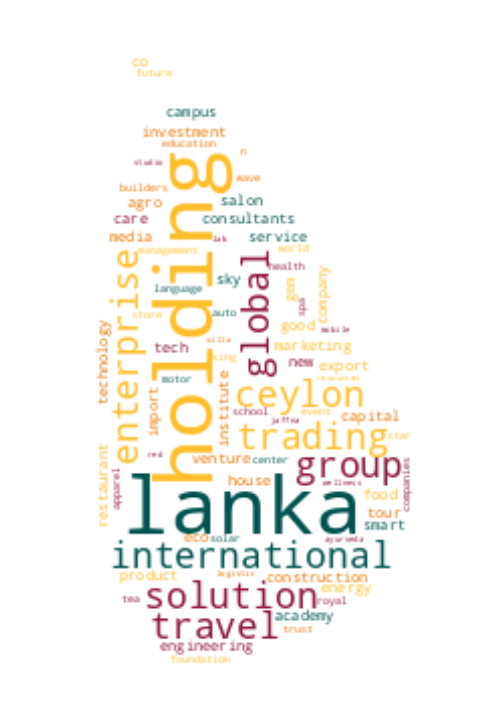 co
future
campus
investment
education
n
studio
holding
wave
builders
agro
salon
care
consultants
media
lab
service
management
world
enterprise
global
health
sky
language
gem
company
spa
store
auto
good
mobile
technology
villa
tech
marketing
king
new
export
motor
resources
import
institute
ceylon
school
event
capital
jaffna
trading
star
red
venture
center
group
companies
restaurant
apparel
lanka
house
wellness
food
tour
smart
eco
solar
ayurveda
international
product
logistic
construction
energy
tea
solution
royal
academy
travel
trust
engineering
foundation